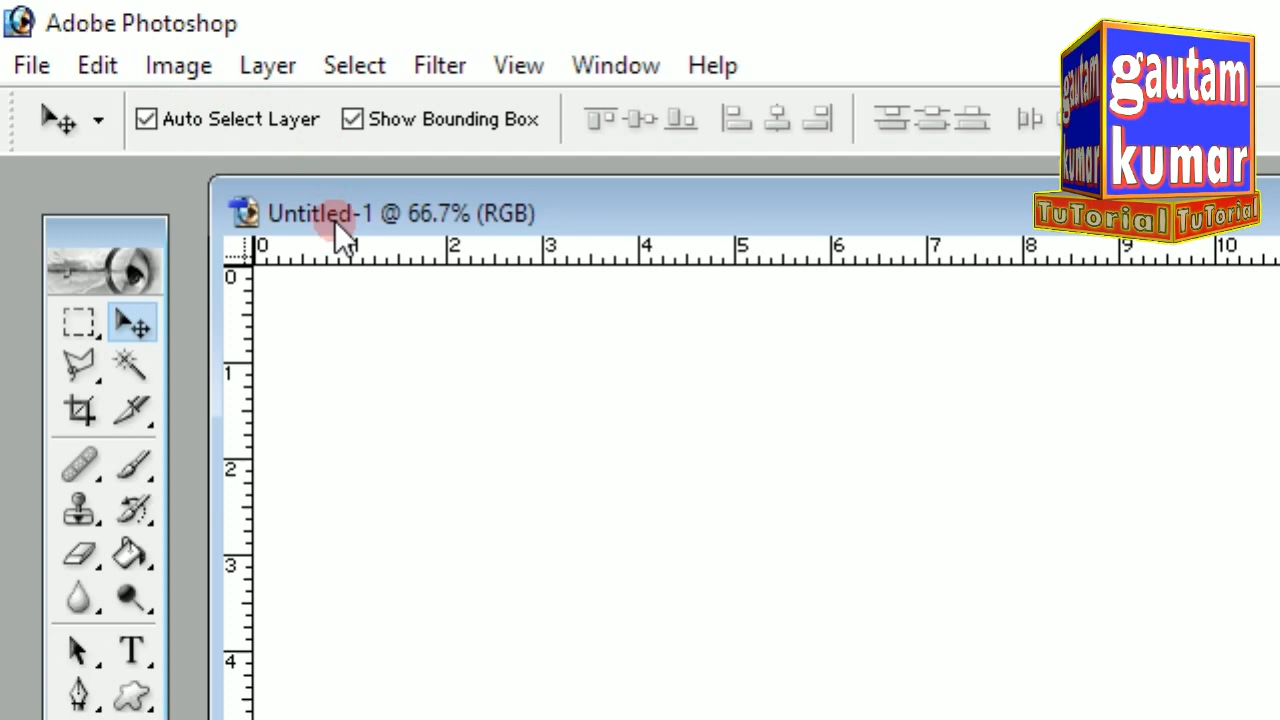 Adobe Photoshop
File Edit Image Layer Select Filter View Window Help
Auto Select Layer Show Bounding Box
gautam
kumar
gautam
kumar
TuTorial TuTorial
Untitled-1 @ 66.7% (RGB)
0 1 2 3 4 5 6 7 8 9 10
0
1
2
3
4
T